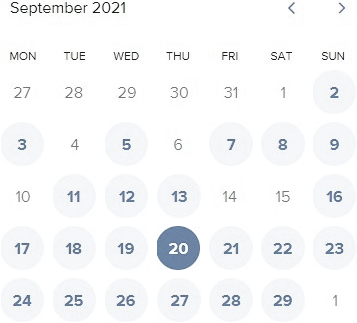 September 2021
MON TUE WED THU FRI SAT SUN
27 28 29 30 31 1 2
3 4 5 6 7 8 9
10 11 12 13 14 15 16
17 18 19 20 21 22 23
24 25 26 27 28 29 1